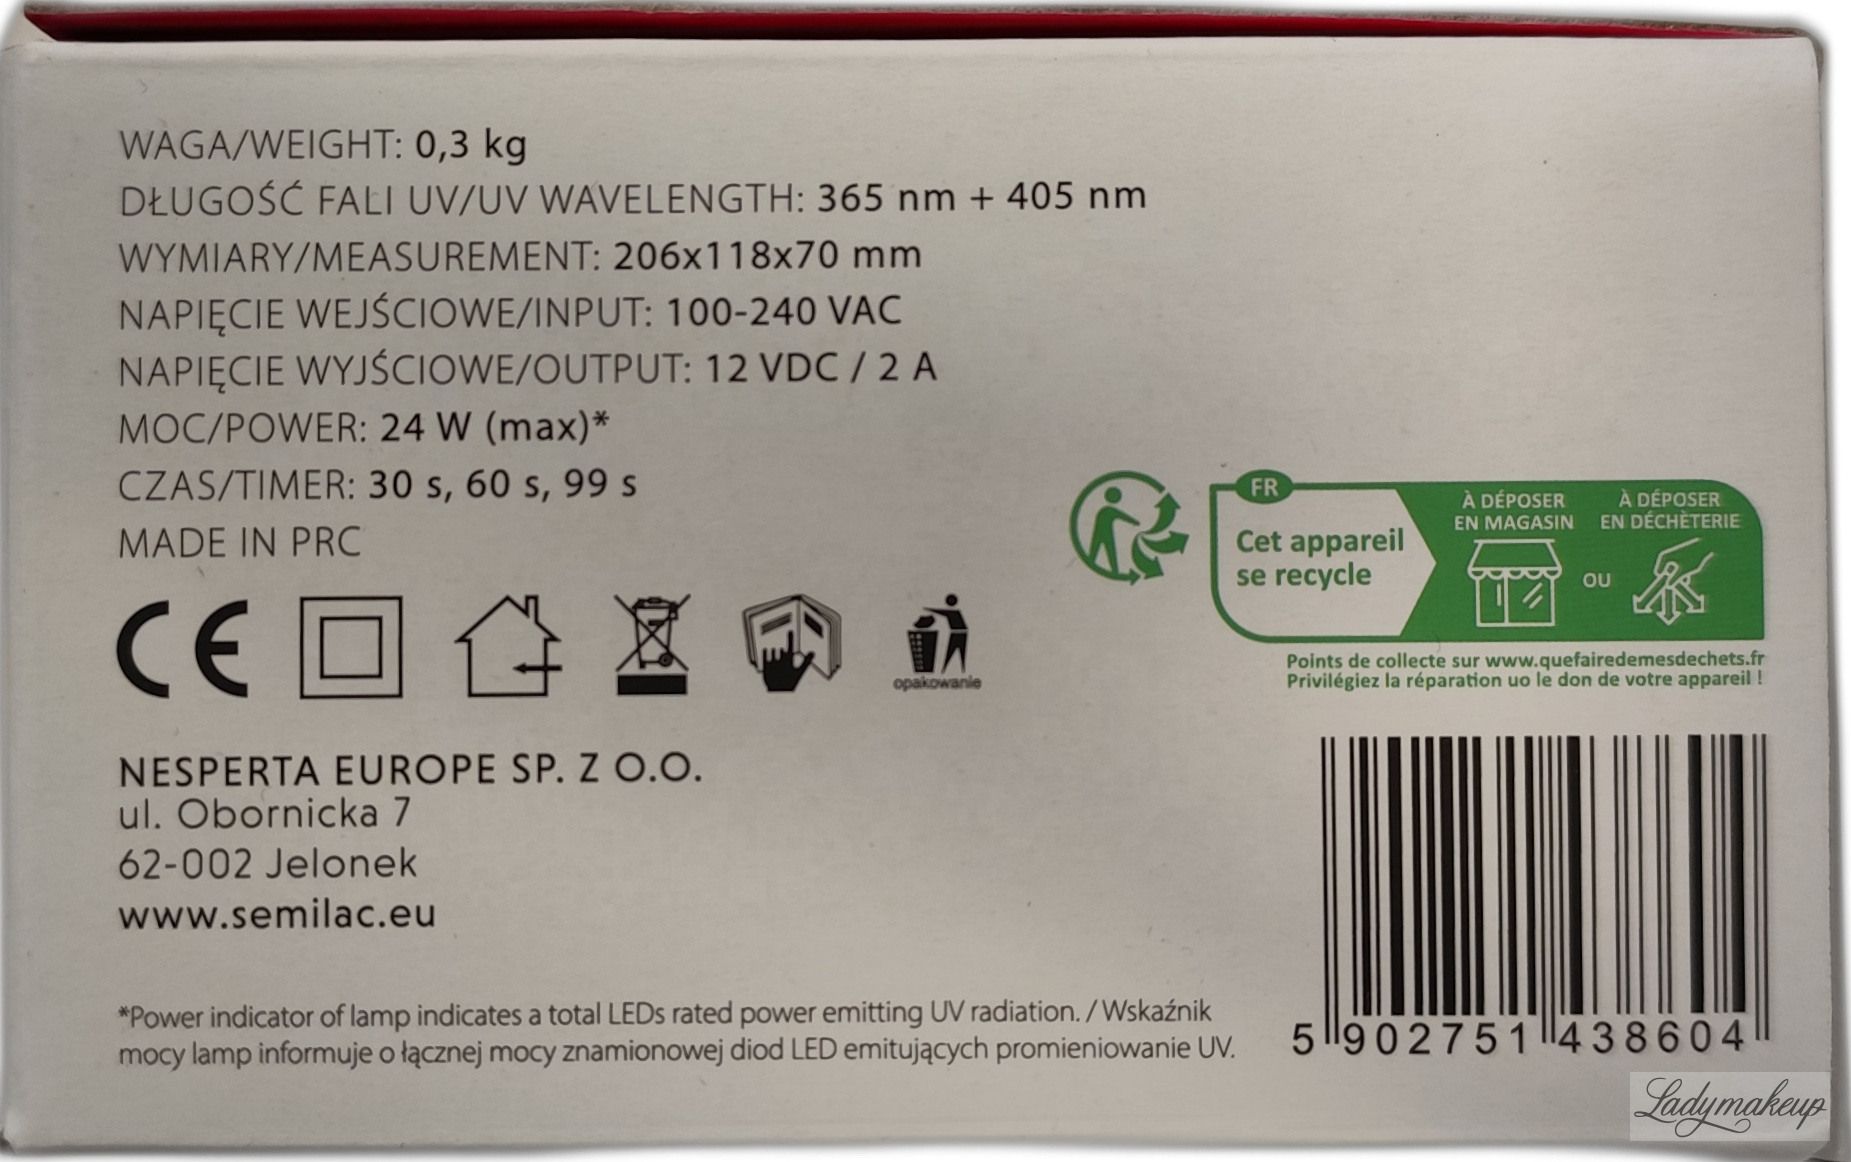 WAGA/WEIGHT: 0,3 kg
DŁUGOŚĆ FALI UV/UV WAVELENGTH: 365 nm + 405 nm
WYMIARY/MEASUREMENT: 206x118x70 mm
NAPIĘCIE WEJŚCIOWE/INPUT: 100-240 VAC
NAPIĘCIE WYJŚCIOWE/OUTPUT: 12 VDC / 2 A
MOC/POWER: 24 W (max)*
CZAS/TIMER: 30 s, 60 s, 99 s
MADE IN PRC
CE
opakowanie
FR
Cet appareil
se recycle
À DÉPOSER
EN MAGASIN
OU
À DÉPOSER
EN DÉCHÈTERIE
Points de collecte sur www.quefairedemesdechets.fr
Privilégiez la réparation uo le don de votre appareil !
NESPERTA EUROPE SP. Z O.O.
ul. Obornicka 7
62-002 Jelonek
www.semilac.eu
*Power indicator of lamp indicates a total LEDs rated power emitting UV radiation. / Wskaźnik
mocy lamp informuje o łącznej mocy znamionowej diod LED emitujących promieniowanie UV.
5 902751 438604
Ladymakeup